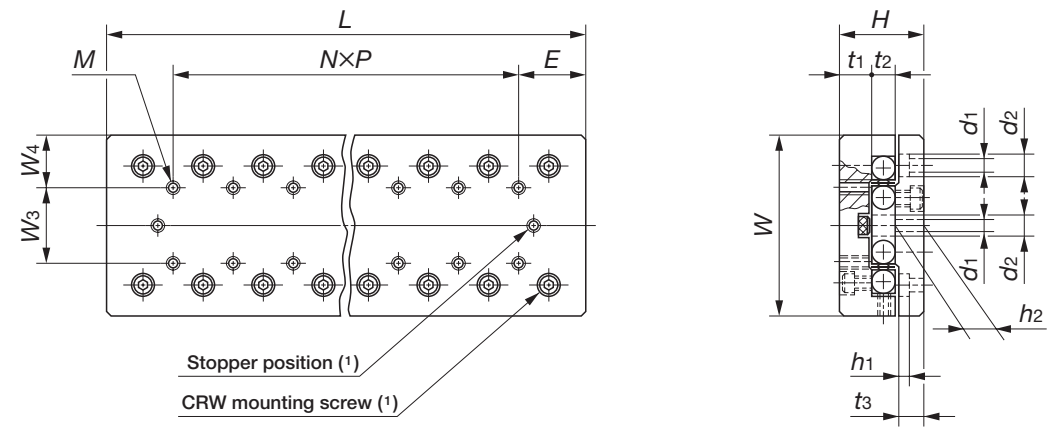 L
M
N×P
E
W4
W3
Stopper position (1)
CRW mounting screw (1)
H
t1
t2
d1
d2
W
d1
d2
h2
h1
t3